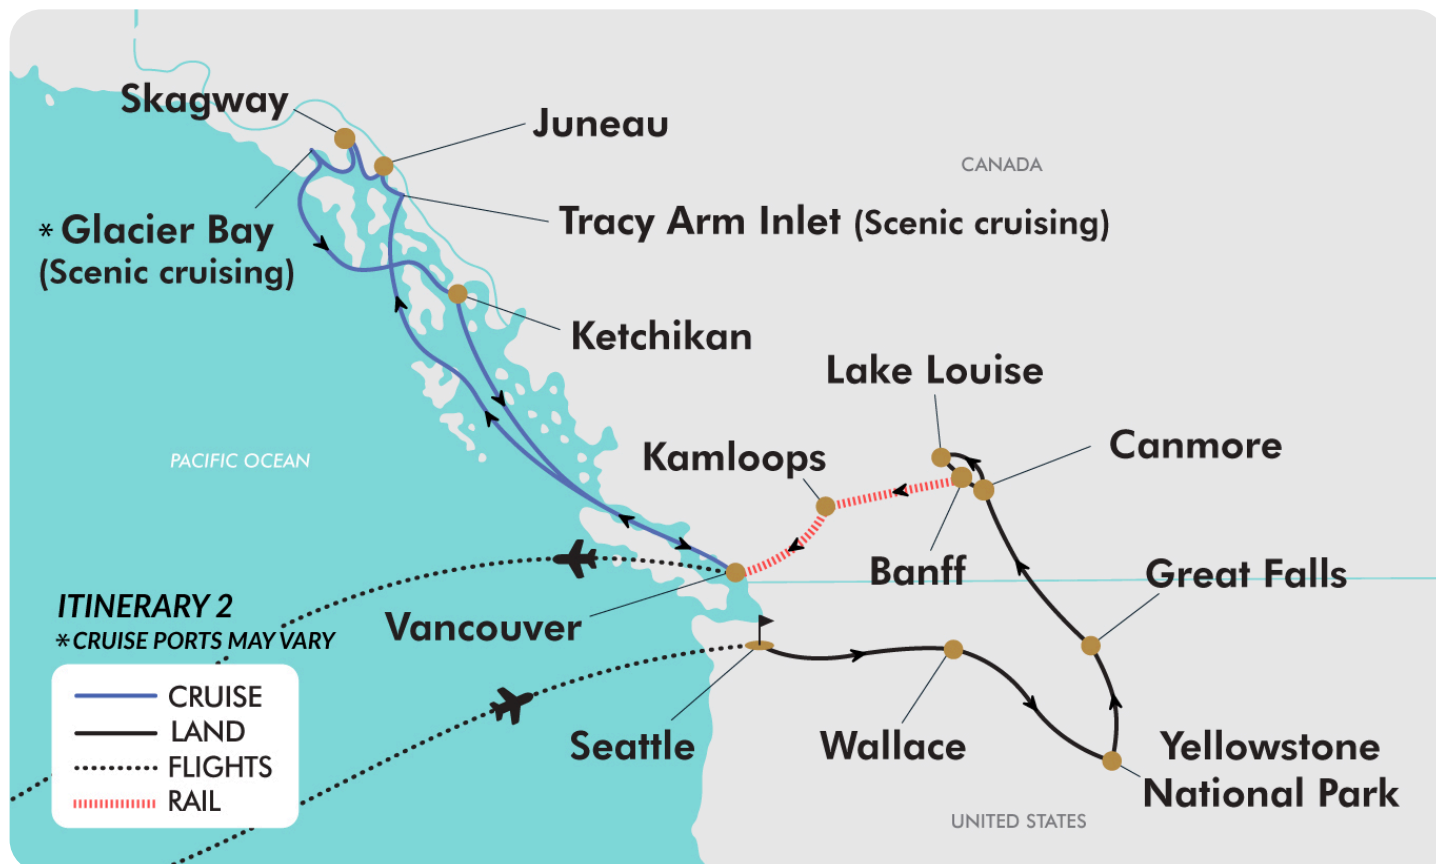 Skagway
Juneau
CANADA
* Glacier Bay
(Scenic cruising)
Tracy Arm Inlet (Scenic cruising)
Ketchikan
Lake Louise
Canmore
Kamloops
PACIFIC OCEAN
Banff
Great Falls
ITINERARY 2
* CRUISE PORTS MAY VARY
Vancouver
CRUISE
LAND
FLIGHTS
RAIL
Seattle
Wallace
Yellowstone
National Park
UNITED STATES